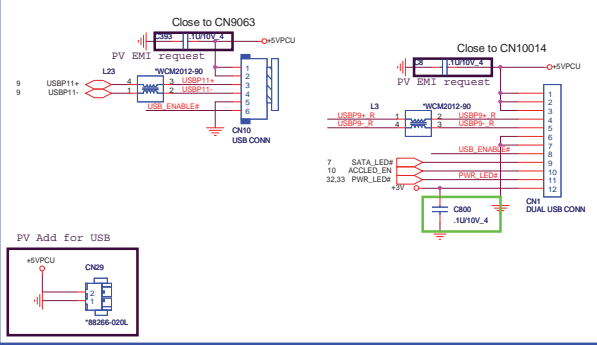 Close to CN9063
C393 .1U/10V_4
+5VPCU
PV EMI request
L23 *WCM2012-90
9 USBP11+ 4 3 USBP11+ 1 2
9 USBP11- 1 2 USBP11- 3 4
USB_ENABLE# 5 6
CN10
USB CONN
Close to CN10014
C8 .1U/10V_4
+5VPCU
PV EMI request
L3 *WCM2012-90
USBP9+_R 1 2 USBP9+_R
USBP9-_R 4 3 USBP9-_R
USB_ENABLE#
7 SATA_LED#
10 ACCLED_EN
32,33 PWR_LED# PWR_LED#
+3V
1
2
3
4
5
6
7
8
9
10
11
12
CN1
DUAL USB CONN
C800
.1U/10V_4
PV Add for USB
+5VPCU
CN29
2
1
*88266-020L